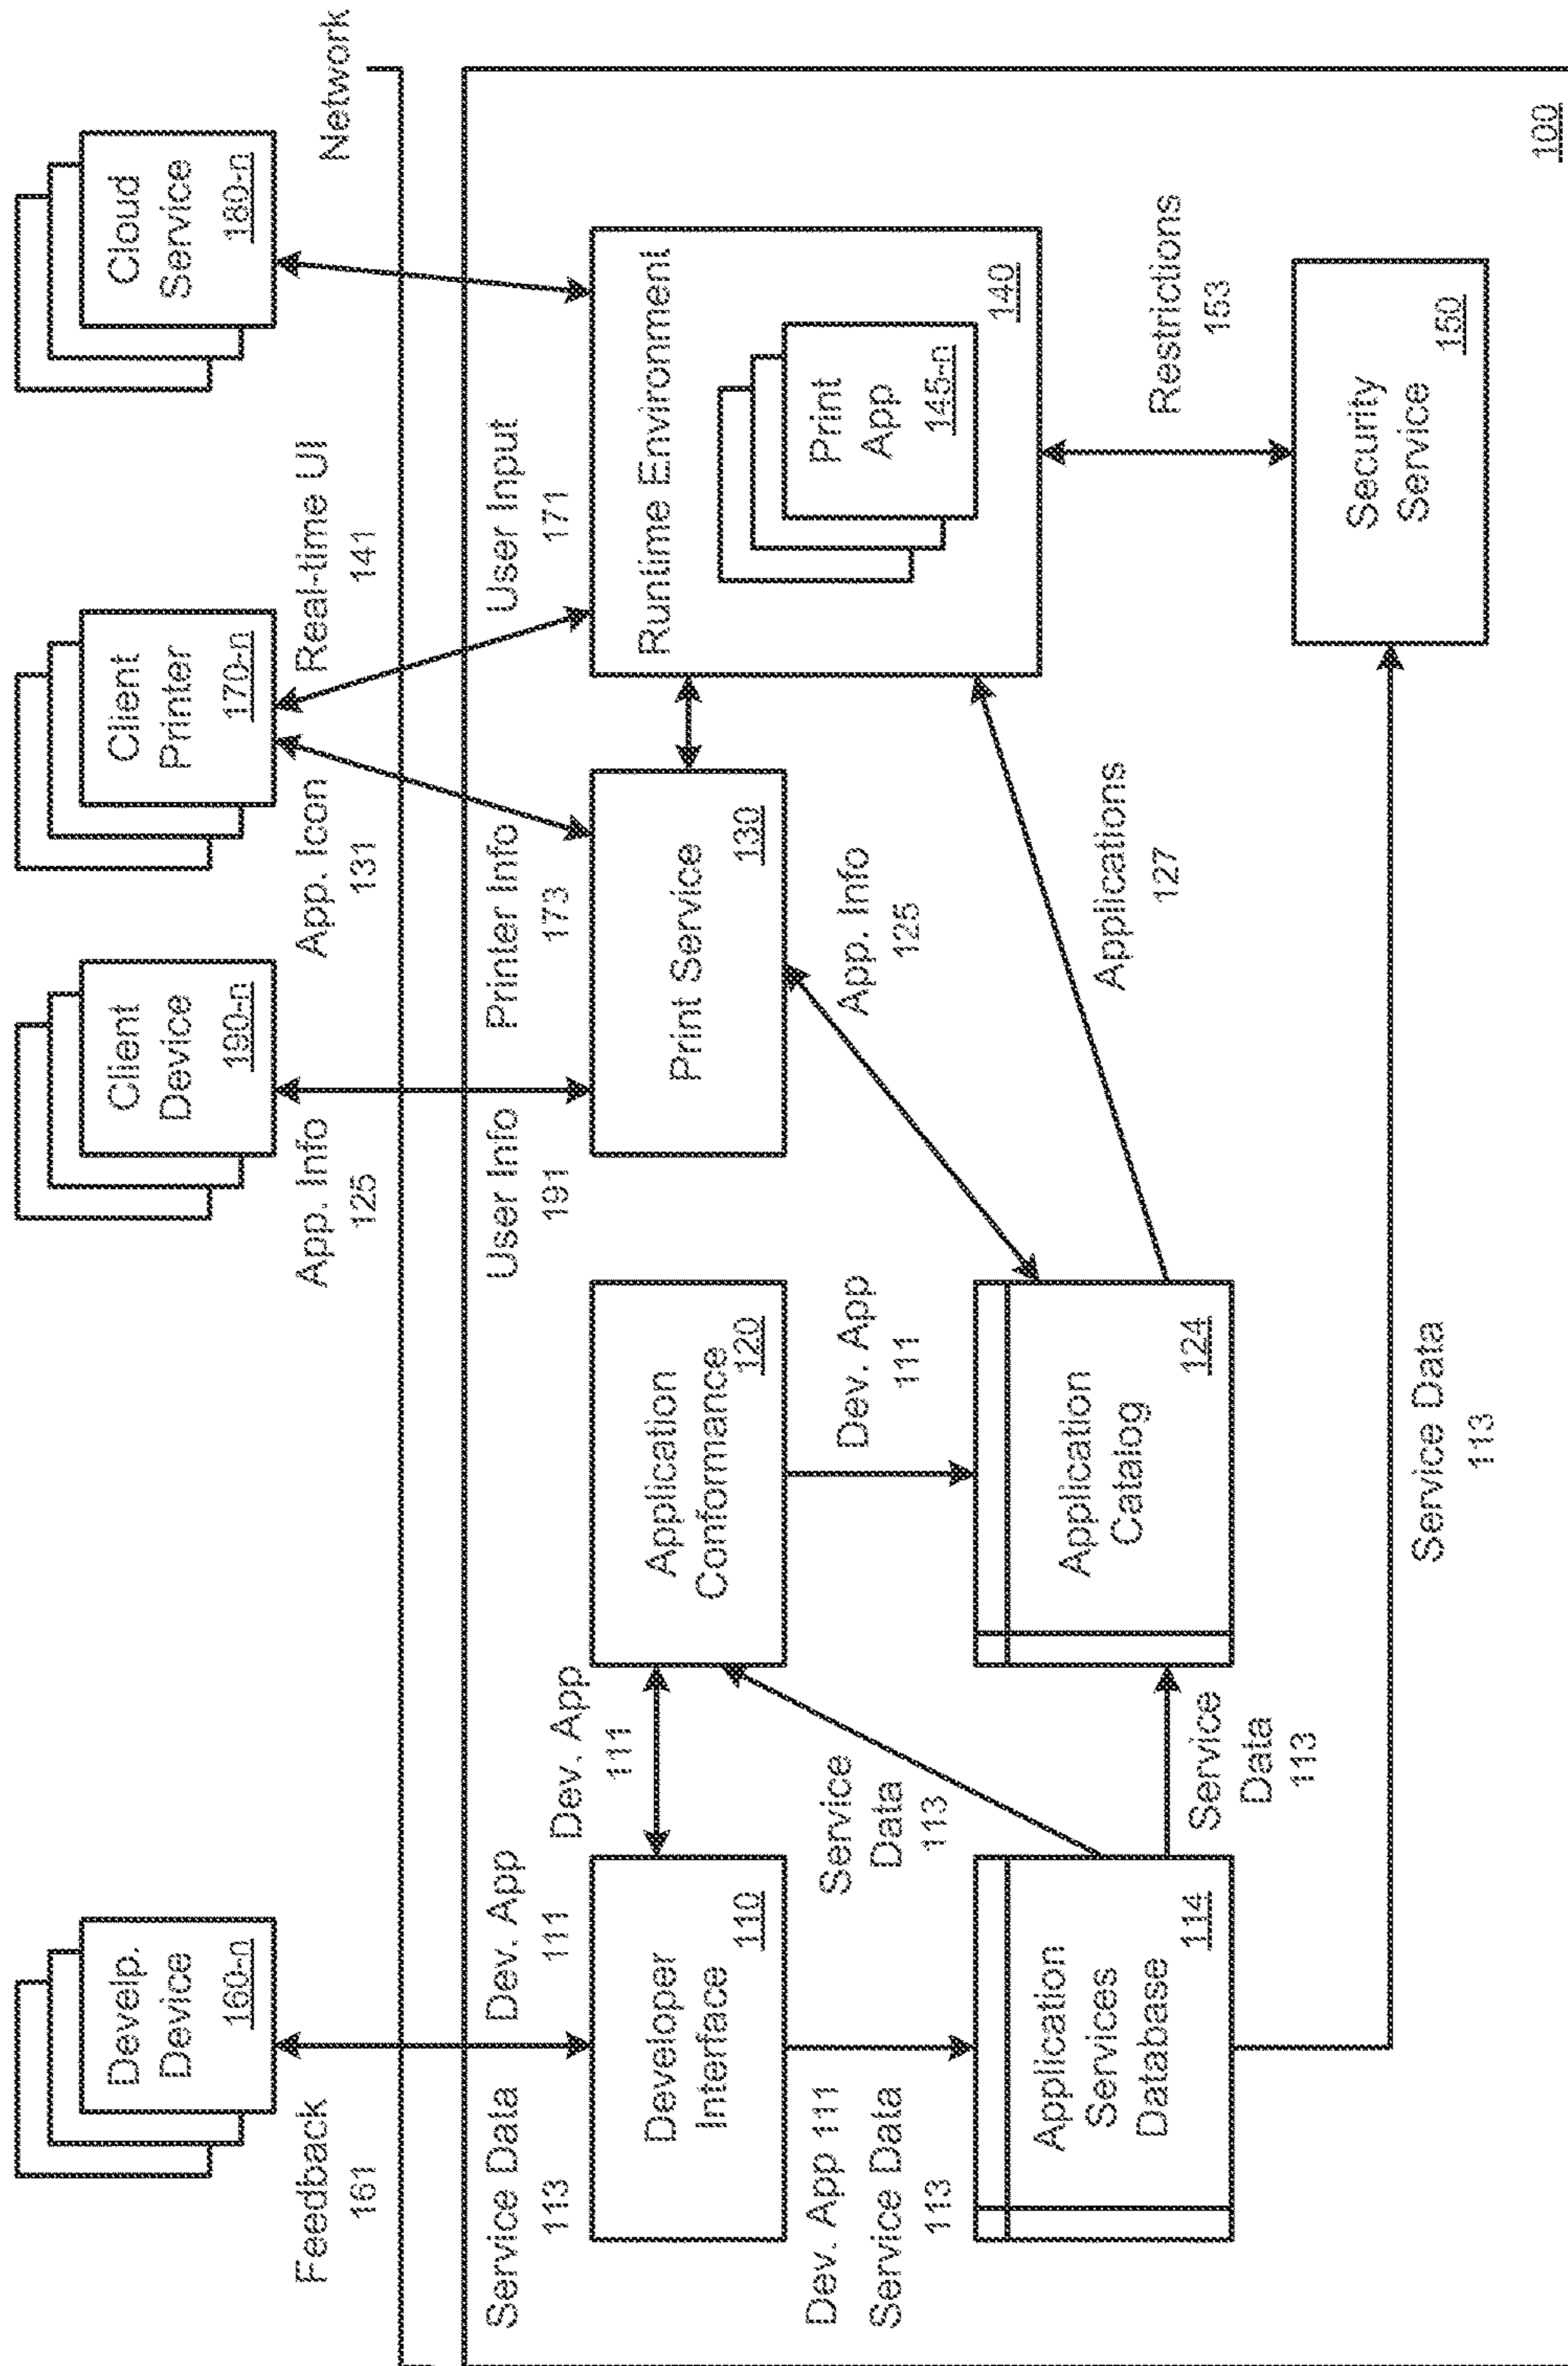 Develp.
Device
160-n
Client
Device
190-n
Client
Printer
170-n
Cloud
Service
180-n
Feedback
161
App. Info
125
App. Icon
131
Real-time UI
141
Network
Service Data
113
Dev. App
111
User Info
191
Printer Info
173
User Input
171
Developer
Interface
110
Dev. App
111
Application
Conformance
120
Print Service
130
Runtime Environment
Print
App
145-n
140
Dev. App 111
Service Data
113
Service
Data
113
Dev. App
111
App. Info
125
Application
Services
Database
114
Service
Data
113
Application
Catalog
124
Applications
127
Restrictions
153
Service Data
113
Security
Service
150
100